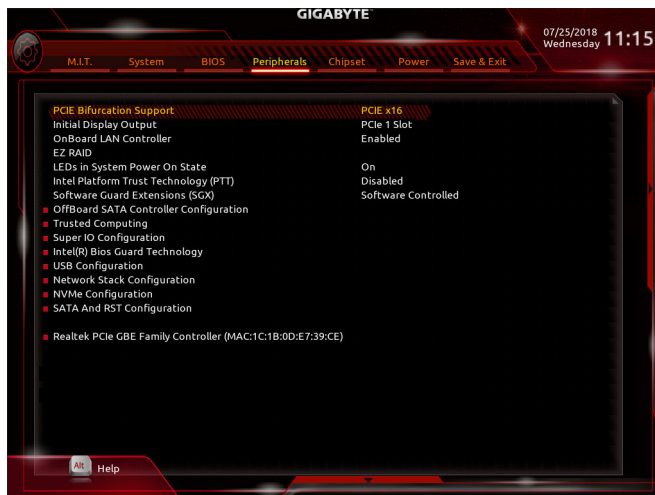 GIGABYTE™
07/25/2018 11:15
Wednesday
M.I.T. System BIOS Peripherals Chipset Power Save & Exit
PCIE Bifurcation Support PCIE x16
Initial Display Output PCIe 1 Slot
OnBoard LAN Controller Enabled
EZ RAID
LEDs in System Power On State On
Intel Platform Trust Technology (PTT) Disabled
Software Guard Extensions (SGX) Software Controlled
OffBoard SATA Controller Configuration
Trusted Computing
Super IO Configuration
Intel(R) Bios Guard Technology
USB Configuration
Network Stack Configuration
NVMe Configuration
SATA And RST Configuration
Realtek PCIe GBE Family Controller (MAC:1C:1B:0D:E7:39:CE)
Alt Help